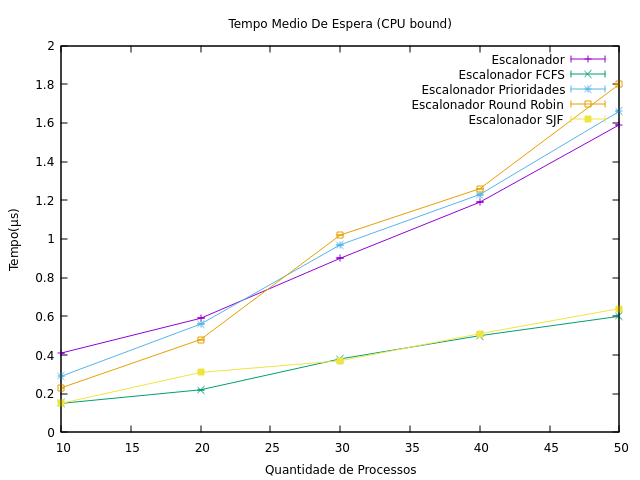 Tempo Medio De Espera (CPU bound)
2
1.8
1.6
1.4
1.2
1
0.8
0.6
0.4
0.2
0
Tempo(µs)
Escalonador
Escalonador FCFS
Escalonador Prioridades
Escalonador Round Robin
Escalonador SJF
10 15 20 25 30 35 40 45 50
Quantidade de Processos